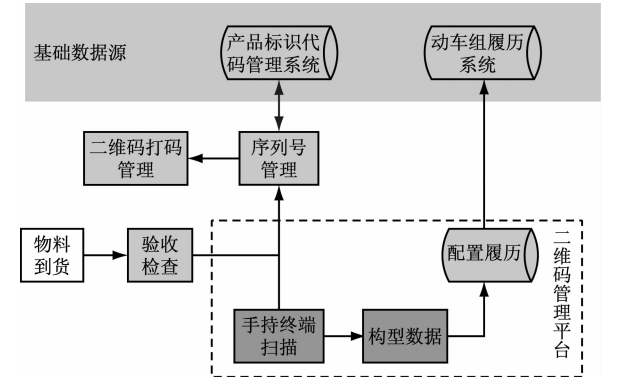 基础数据源
产品标识代
码管理系统
动车组履历
系统
二维码打码
管理
序列号
管理
物料
到货
验收
检查
配置履历
二维码管理平台
手持终端
扫描
构型数据